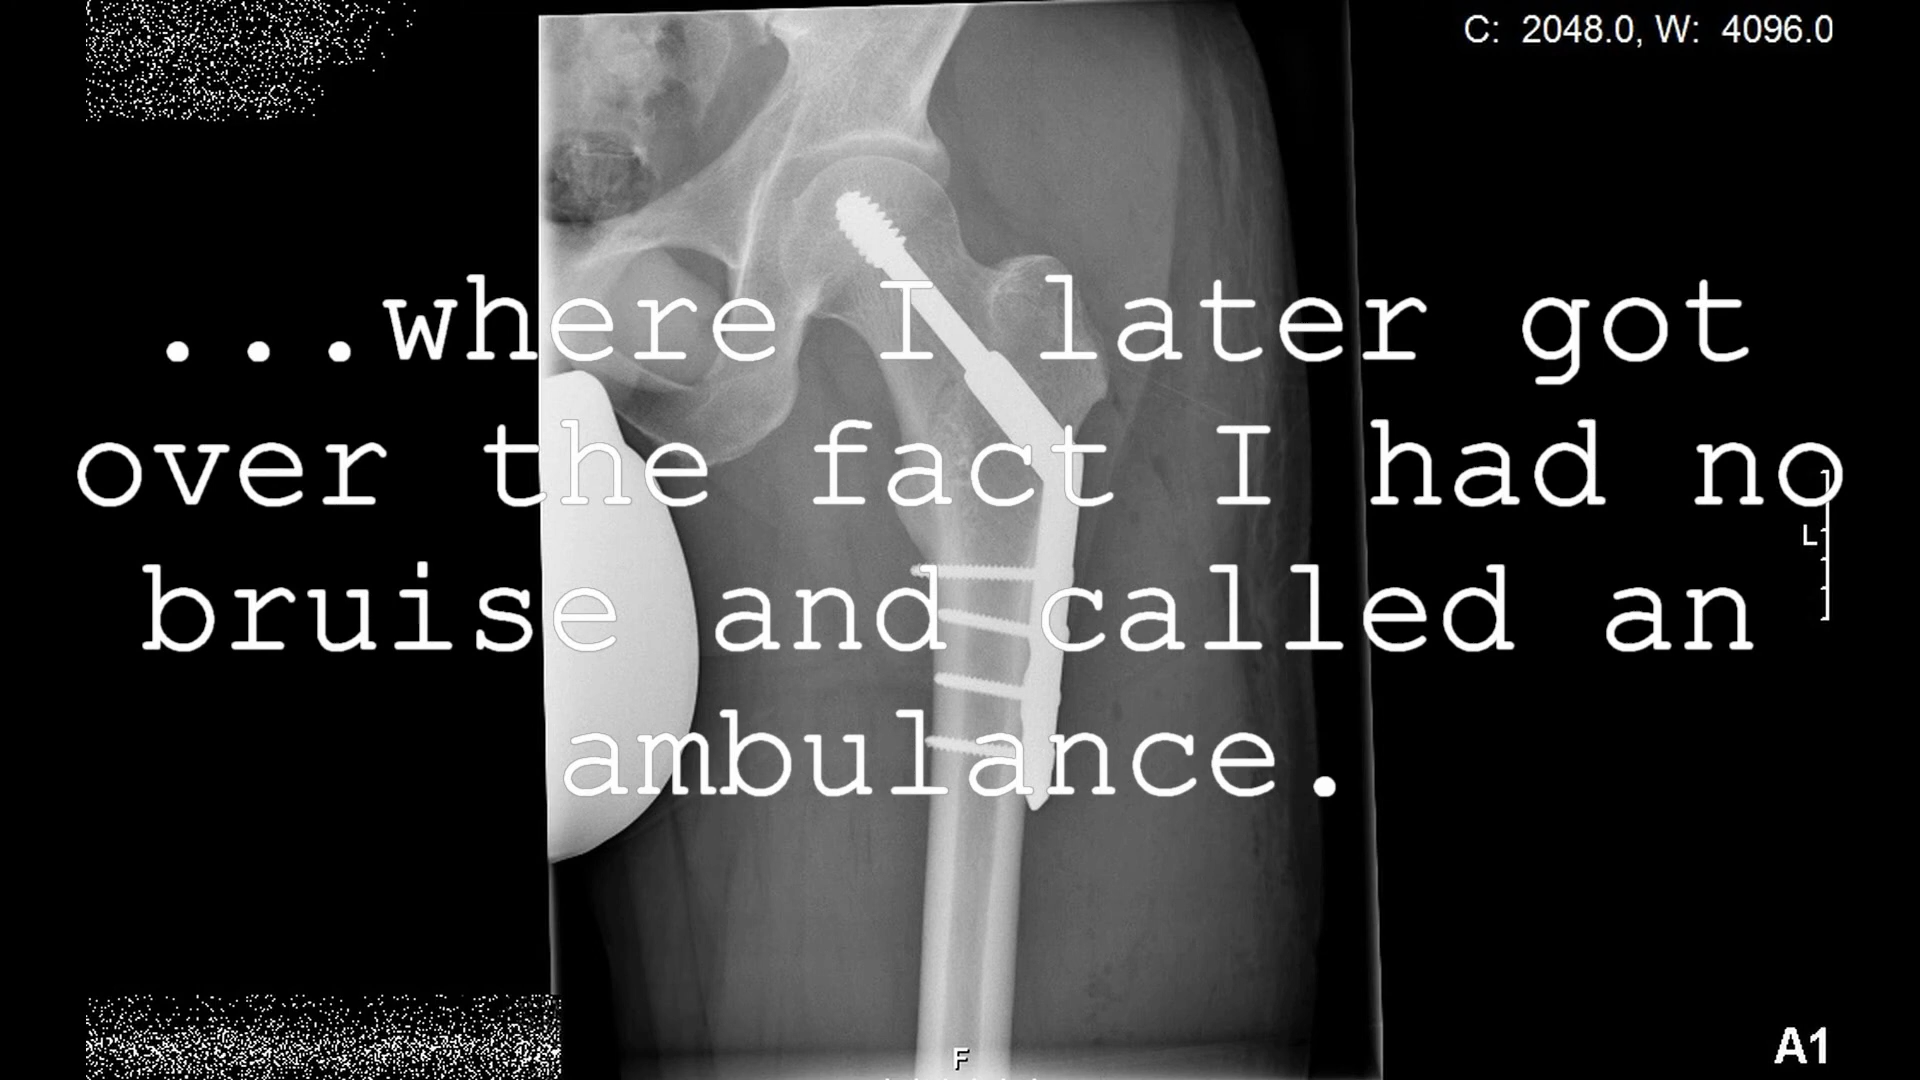 C: 2048.0, W: 4096.0
...where I later got
over the fact I had no
bruise and called an
ambulance.
L
F
A1